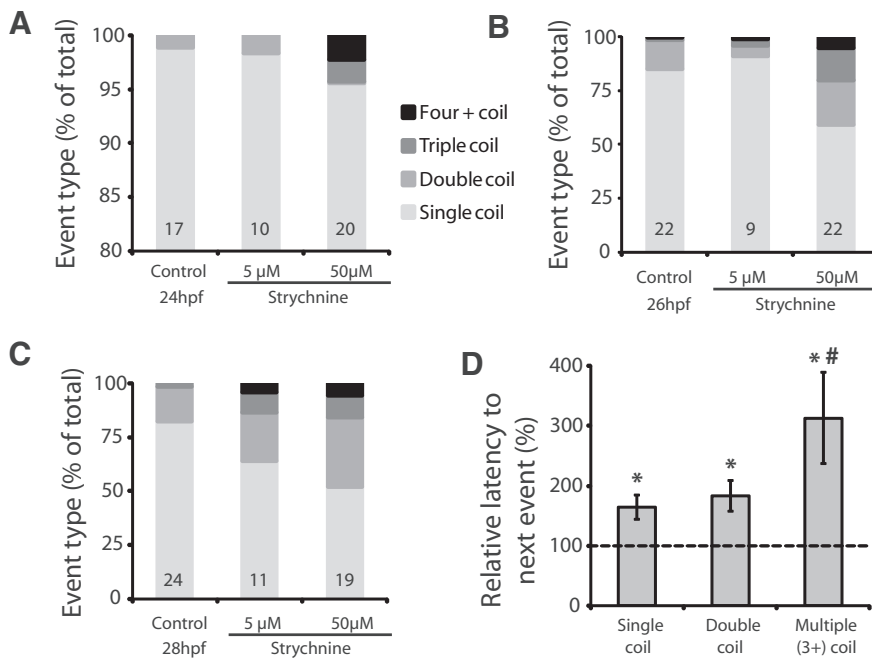 A
Event type (% of total)
100
95
90
85
80
17
10
20
Control
5 µM
50µM
24hpf
Strychnine
Four + coil
Triple coil
Double coil
Single coil
B
Event type (% of total)
100
75
50
25
0
22
9
22
Control
5 µM
50µM
26hpf
Strychnine
C
Event type (% of total)
100
75
50
25
0
24
11
19
Control
5 µM
50µM
28hpf
Strychnine
D
Relative latency to
next event (%)
400
300
200
100
0
*
*
* #
Single
coil
Double
coil
Multiple
(3+) coil